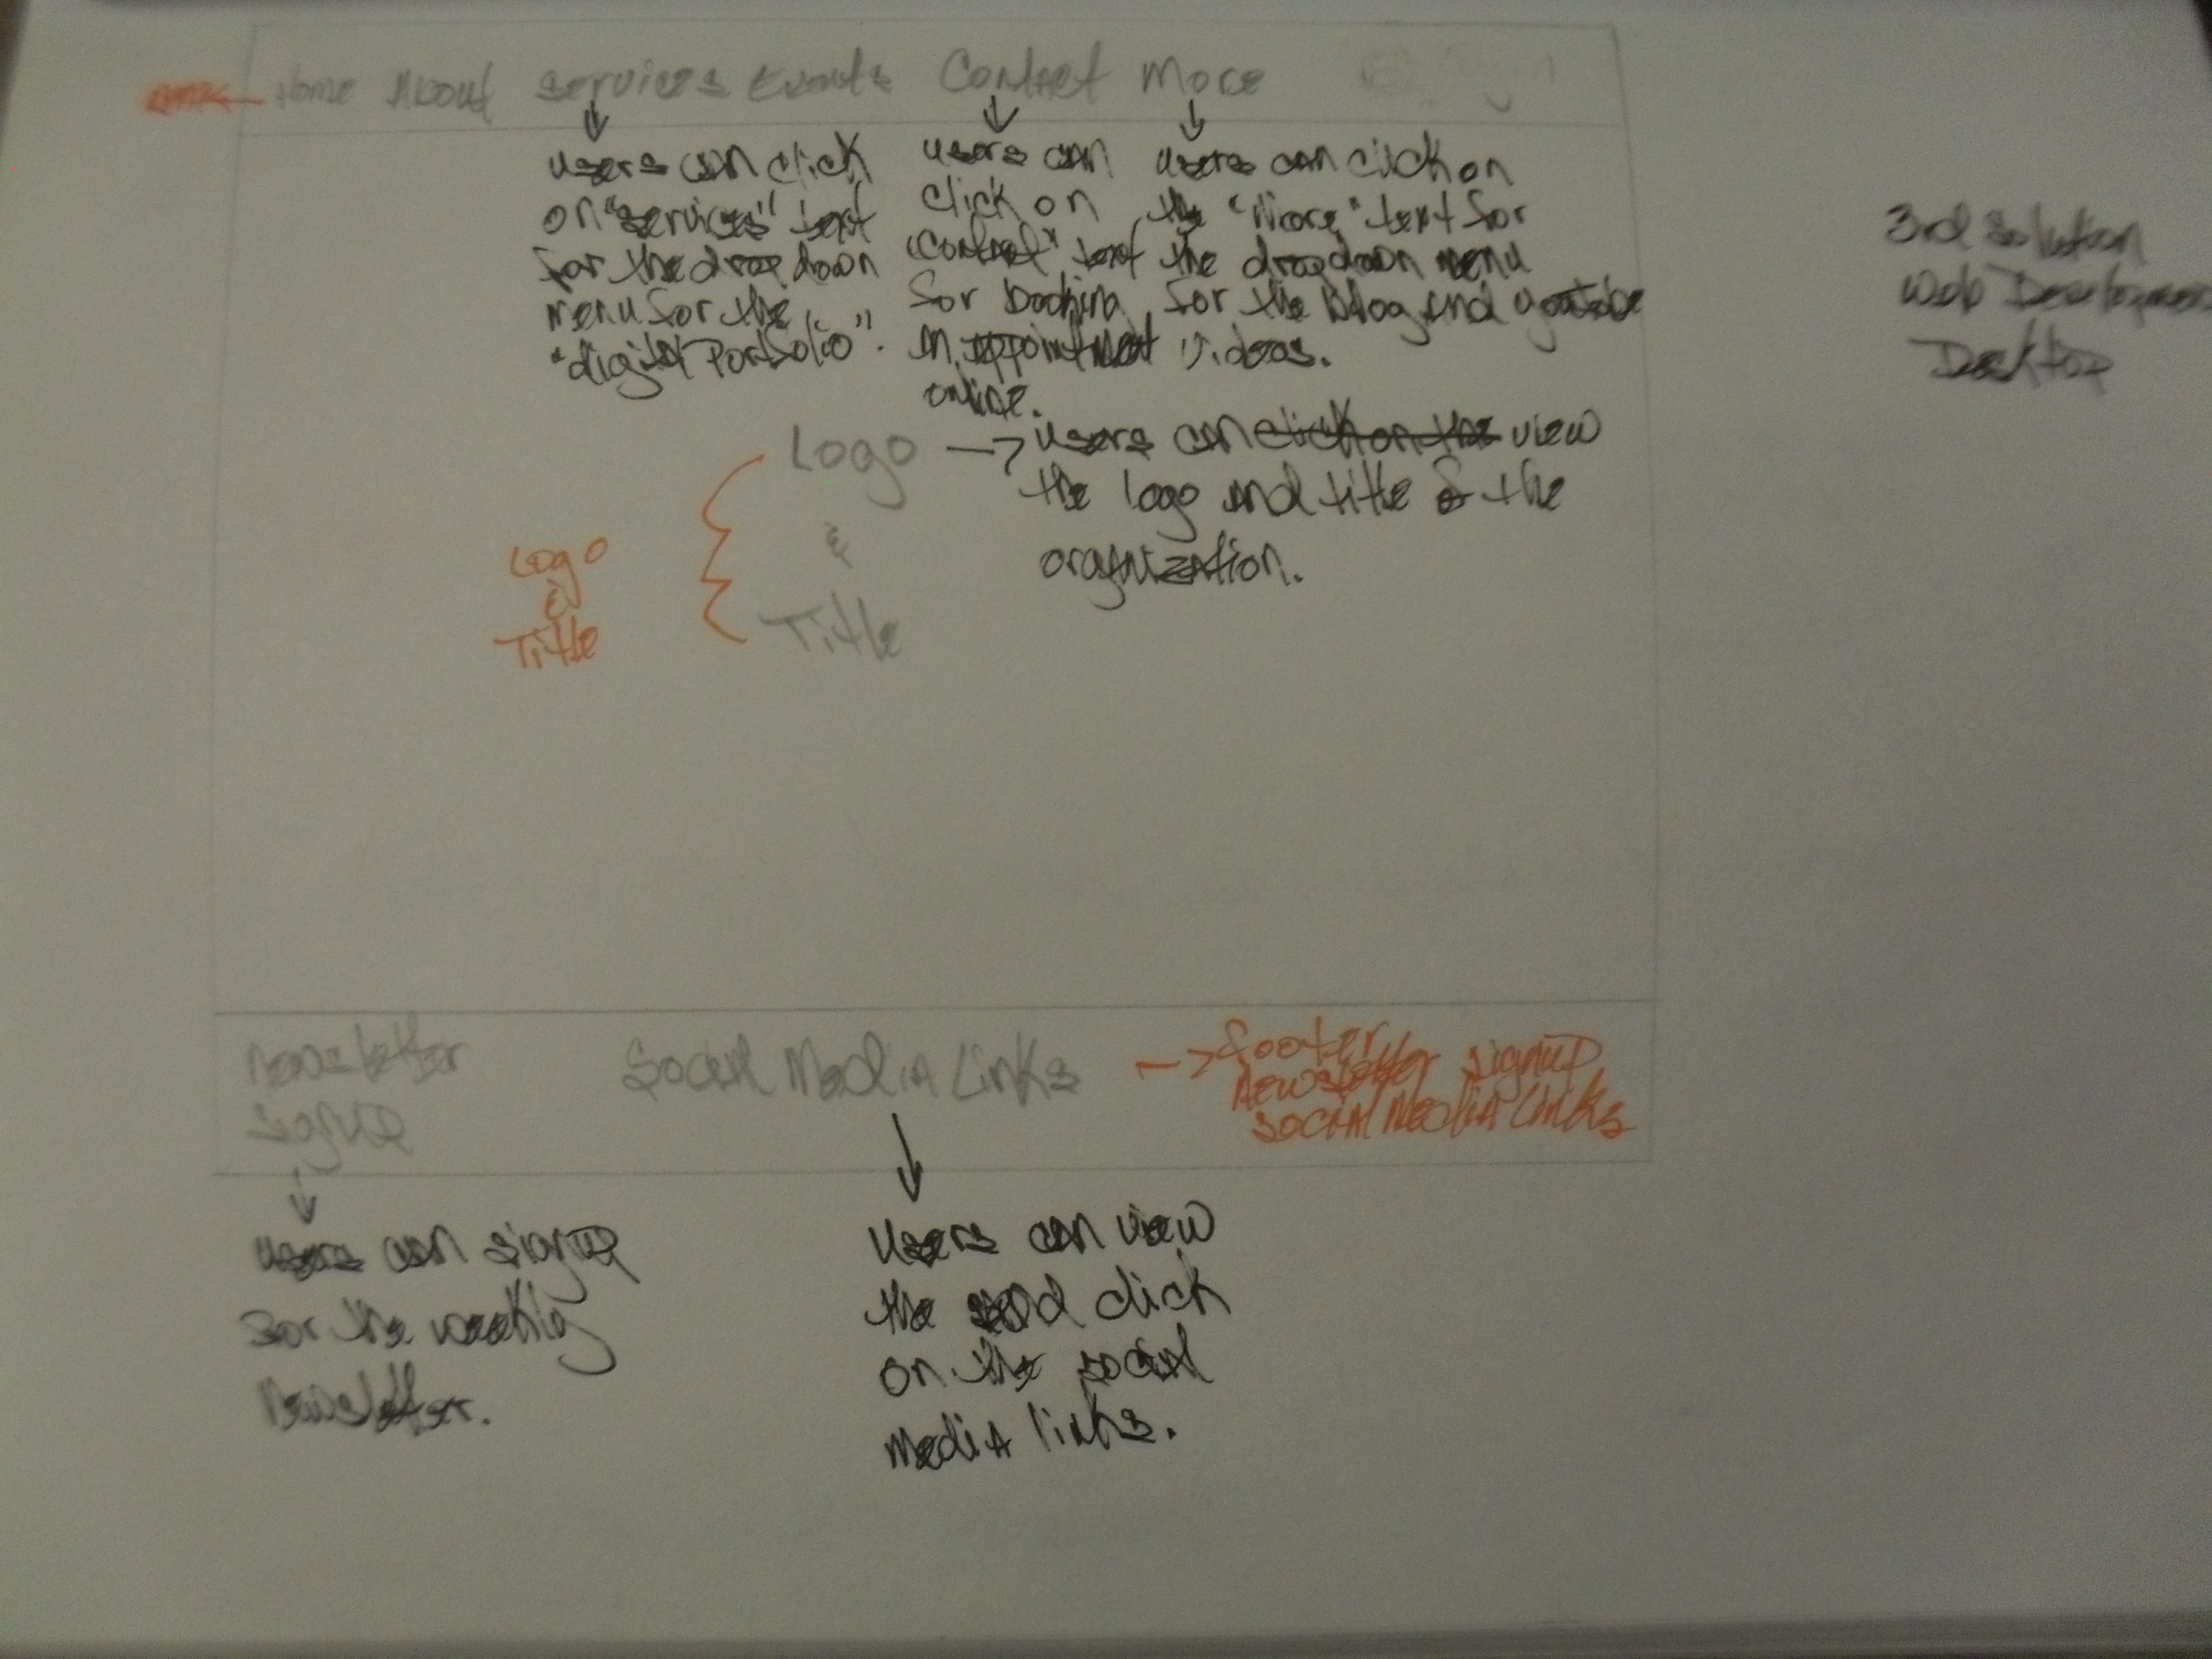 Home About Services Events Contact More
users can click
on "services" text
for the dropdown
menu for the
"digital Portfolio".
users can
click on
"Contact" text
for booking
an appointment
online.
users can click on
the "More" text for
the dropdown menu
for the Blog and youtube
videos.
3rd solution
Web Development
Desktop
Logo
&
Title
Logo
&
Title
users can click on the view
the logo and title of the
organization.
Newsletter
signup
Social Media Links
footer
Newsletter signup
social media links
users can signup
for the weekly
Newsletter.
Users can view
the and click
on the social
media links.